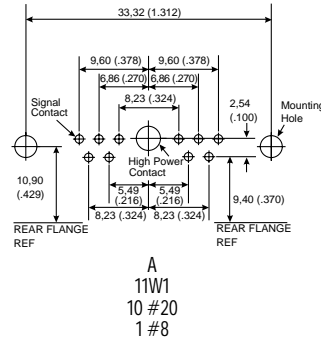 33,32 (1.312)
9,60 (.378) 9,60 (.378)
6,86 (.270) 6,86 (.270)
8,23 (.324)
Signal
Contact
2,54
(.100)
Mounting
Hole
High Power
Contact
10,90
(.429)
5,49
(.216)
5,49
(.216)
9,40 (.370)
8,23 (.324) 8,23 (.324)
REAR FLANGE
REF
REAR FLANGE
REF
A
11W1
10 #20
1 #8